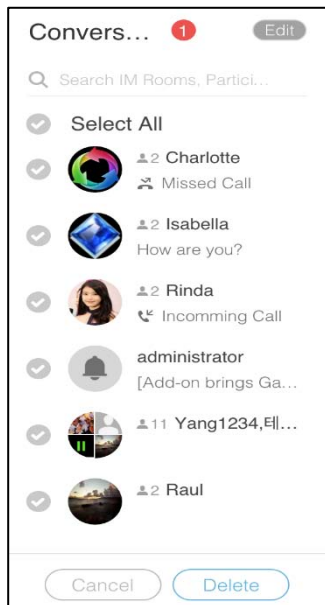 Convers... 1 Edit
Search IM Rooms, Partici...
Select All
2 Charlotte
Missed Call
2 Isabella
How are you?
2 Rinda
Incomming Call
administrator
[Add-on brings Ga...
11 Yang1234,테...
2 Raul
Cancel Delete